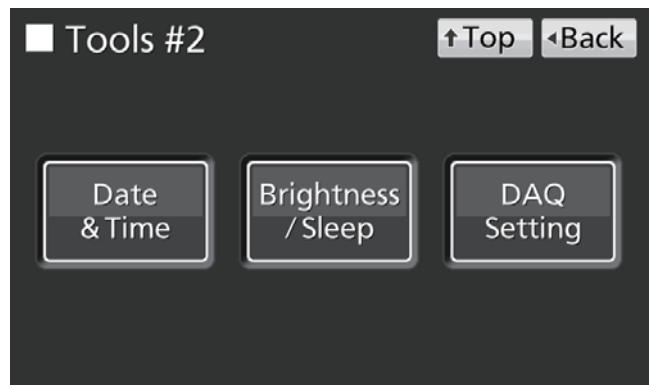 Tools #2
Top
Back
Date
& Time
Brightness
/ Sleep
DAQ
Setting